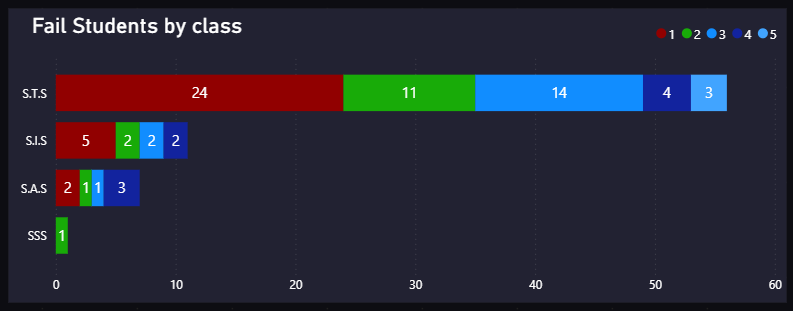 Fail Students by class
1 2 3 4 5
S.T.S 24 11 14 4 3
S.I.S 5 2 2 2
S.A.S 2 1 1 3
SSS 1
0 10 20 30 40 50 60